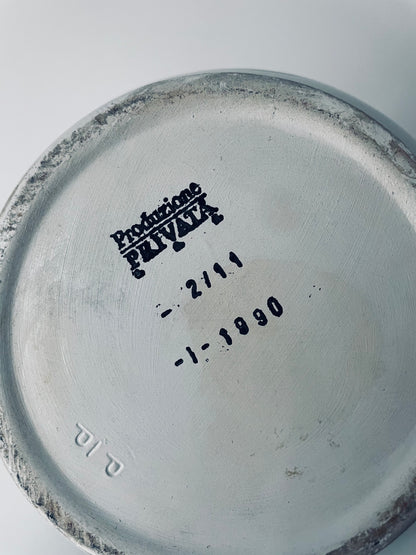 Produzione
PRIVATA
- 2/11
-1-1990
P/P